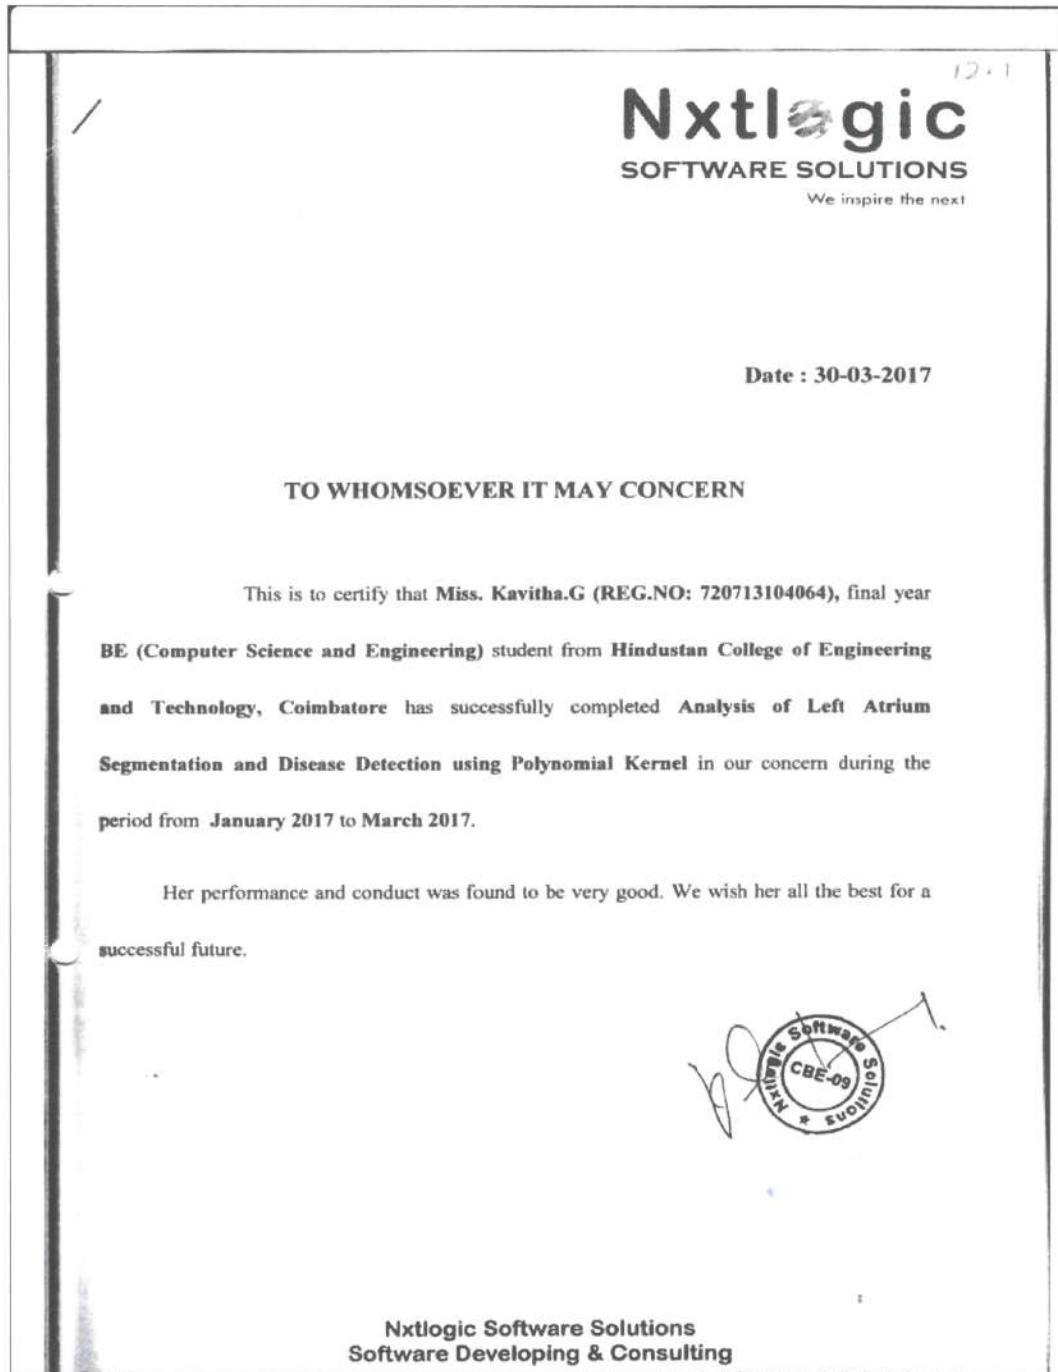 12.1
Nxtlogic
SOFTWARE SOLUTIONS
We inspire the next
Date : 30-03-2017
TO WHOMSOEVER IT MAY CONCERN
This is to certify that Miss. Kavitha.G (REG.NO: 720713104064), final year
BE (Computer Science and Engineering) student from Hindustan College of Engineering
and Technology, Coimbatore has successfully completed Analysis of Left Atrium
Segmentation and Disease Detection using Polynomial Kernel in our concern during the
period from January 2017 to March 2017.
Her performance and conduct was found to be very good. We wish her all the best for a
successful future.
Nxtlogic Software Solutions
CBE-09
Nxtlogic Software Solutions
Software Developing & Consulting